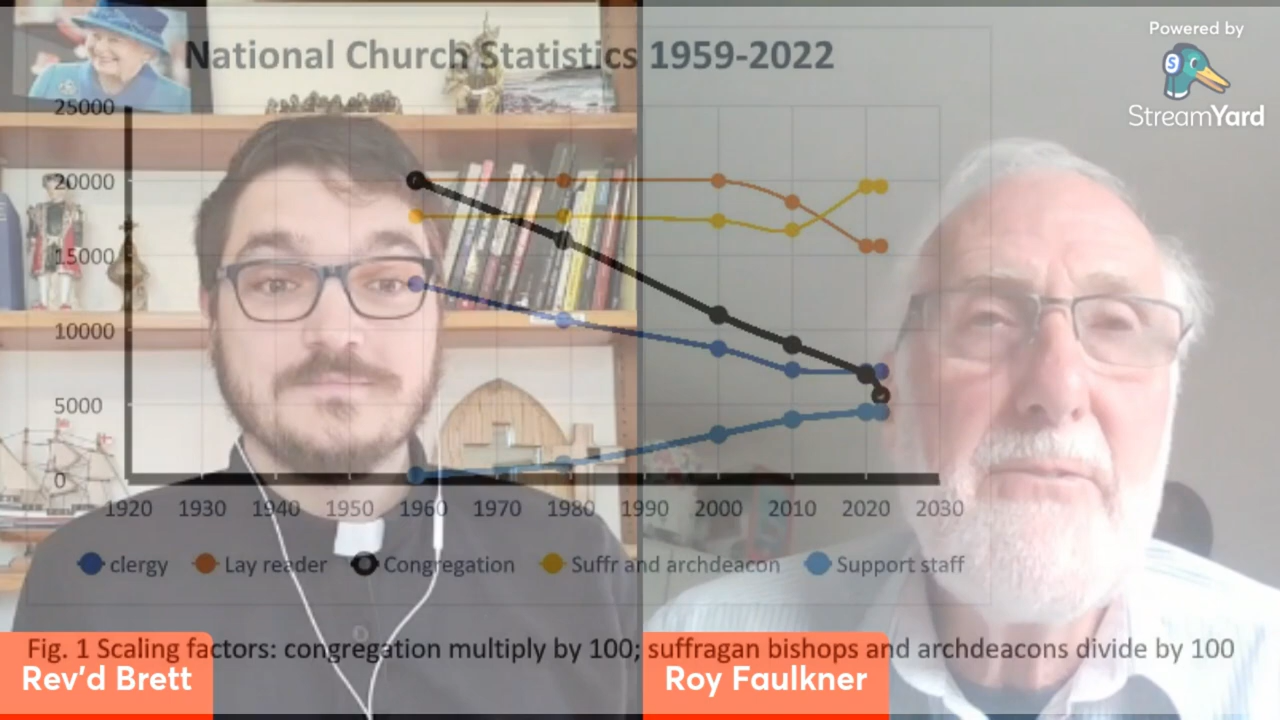 National Church Statistics 1959-2022
Powered by
StreamYard
25000
20000
15000
10000
5000
0
1920 1930 1940 1950 1960 1970 1980 1990 2000 2010 2020 2030
clergy Lay reader Congregation Suffr and archdeacon Support staff
Fig. 1 Scaling factors: congregation multiply by 100; suffragan bishops and archdeacons divide by 100
Rev'd Brett
Roy Faulkner